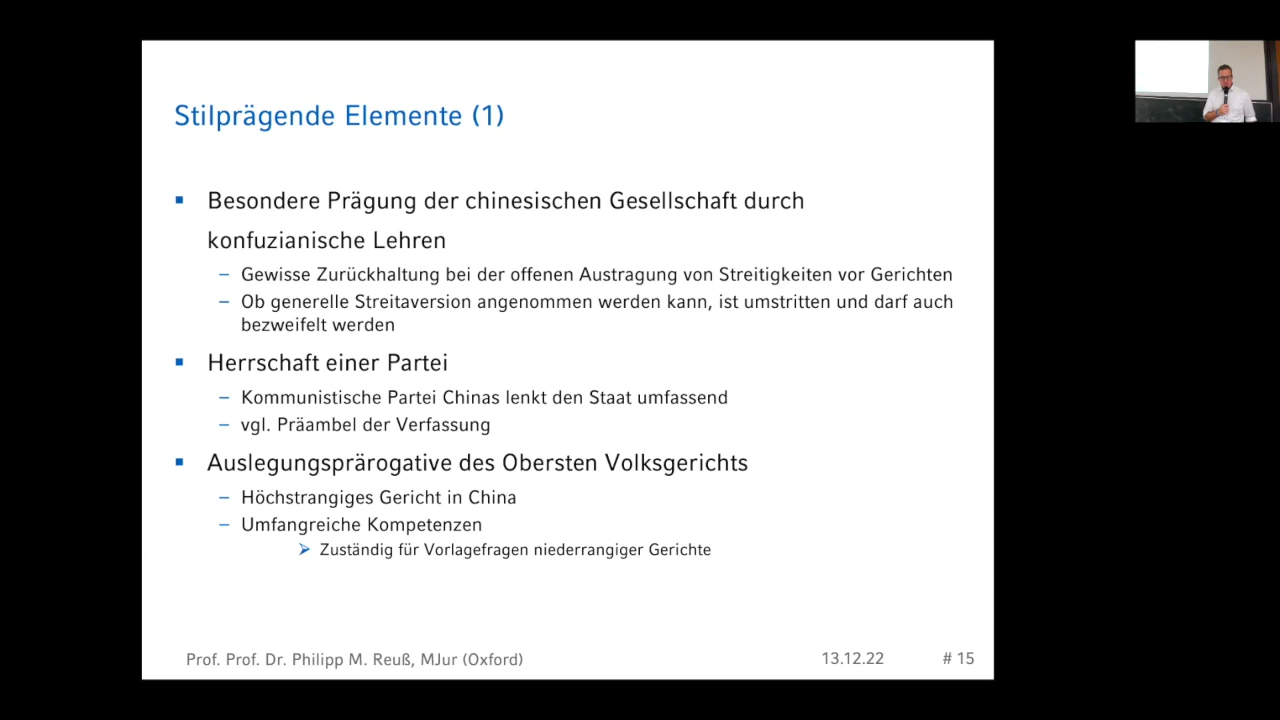 Stilprägende Elemente (1)
▪ Besondere Prägung der chinesischen Gesellschaft durch
konfuzianische Lehren
– Gewisse Zurückhaltung bei der offenen Austragung von Streitigkeiten vor Gerichten
– Ob generelle Streitaversion angenommen werden kann, ist umstritten und darf auch
bezweifelt werden
▪ Herrschaft einer Partei
– Kommunistische Partei Chinas lenkt den Staat umfassend
– vgl. Präambel der Verfassung
▪ Auslegungsprärogative des Obersten Volksgerichts
– Höchstrangiges Gericht in China
– Umfangreiche Kompetenzen
➢ Zuständig für Vorlagefragen niederrangiger Gerichte
Prof. Prof. Dr. Philipp M. Reuß, MJur (Oxford) 13.12.22 # 15